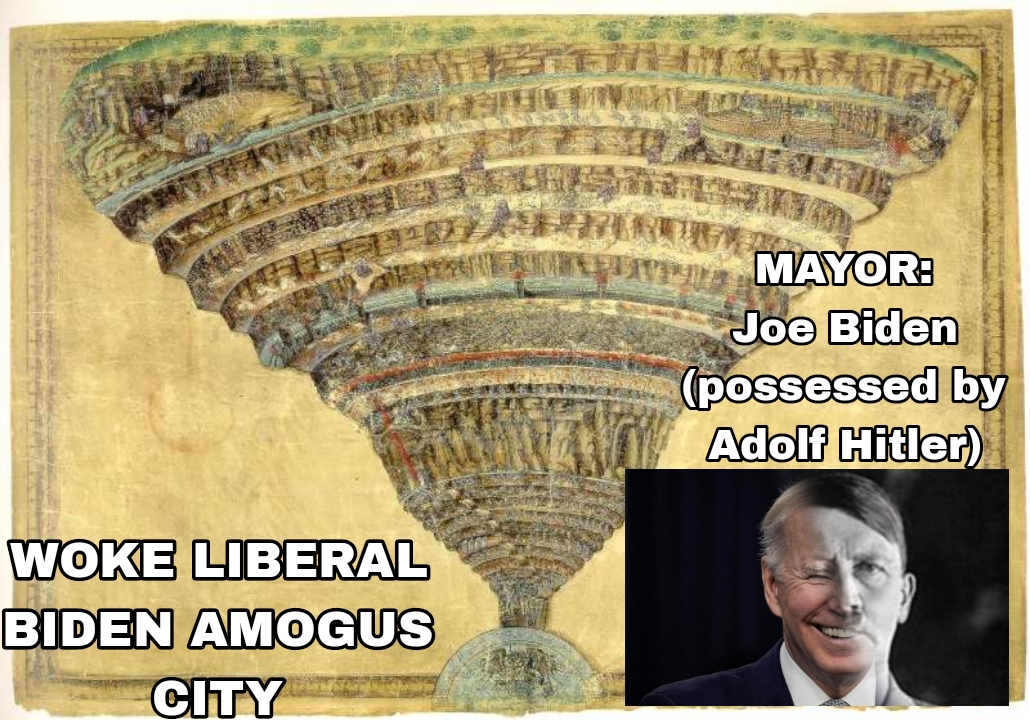 MAYOR:
Joe Biden
(possessed by
Adolf Hitler)
WOKE LIBERAL
BIDEN AMOGUS
CITY